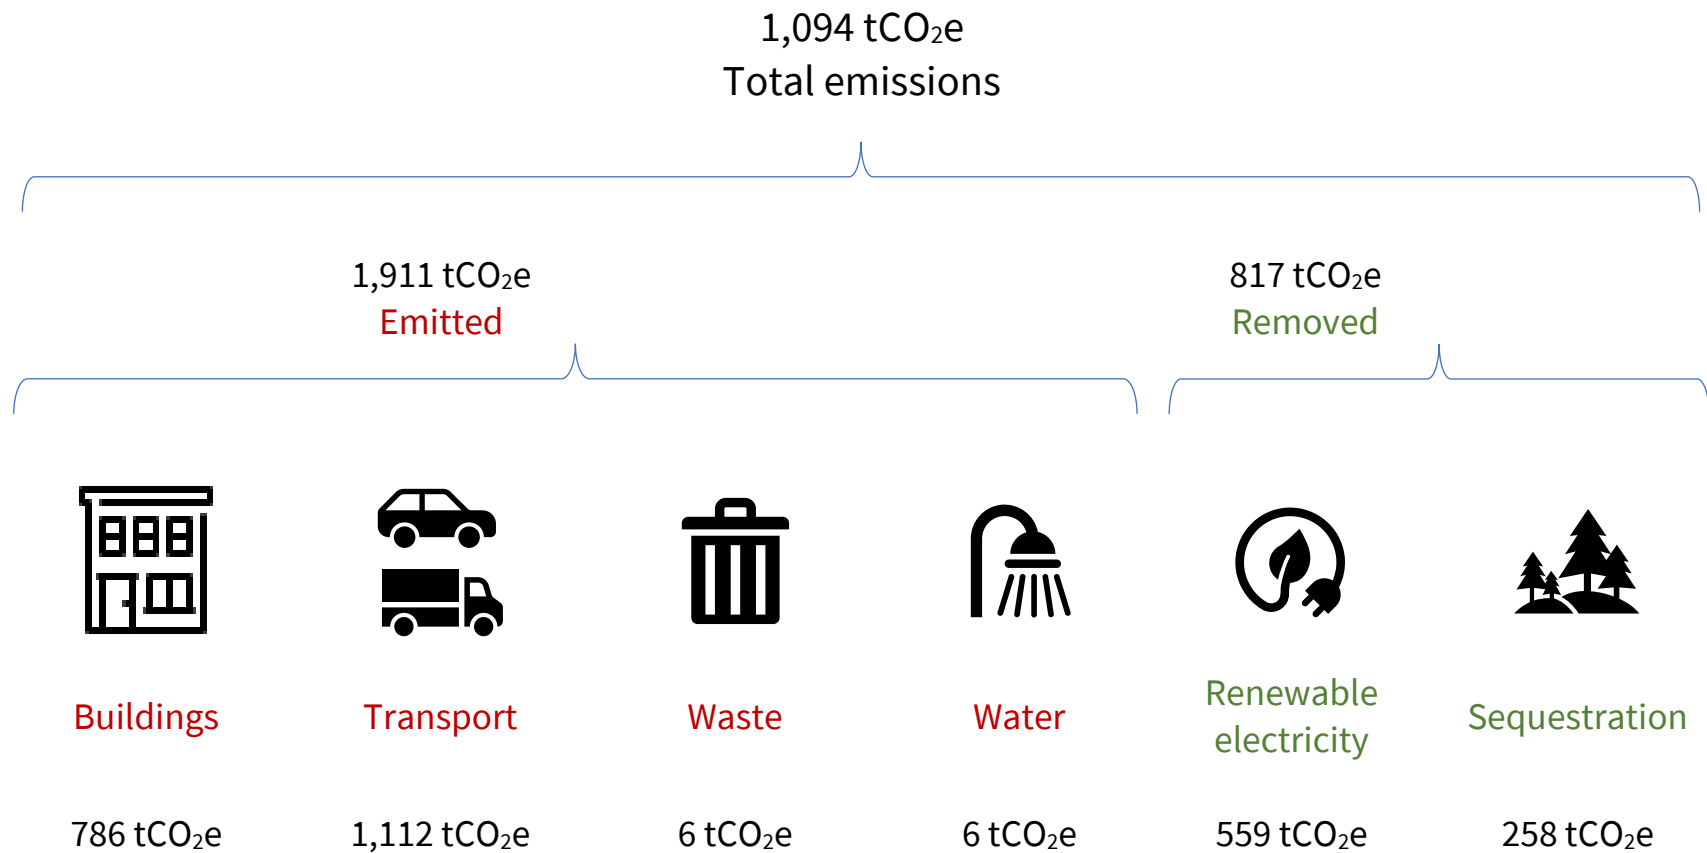 1,094 tCO₂e
Total emissions
1,911 tCO₂e
Emitted
817 tCO₂e
Removed
Buildings
Transport
Waste
Water
Renewable
electricity
Sequestration
786 tCO₂e
1,112 tCO₂e
6 tCO₂e
6 tCO₂e
559 tCO₂e
258 tCO₂e